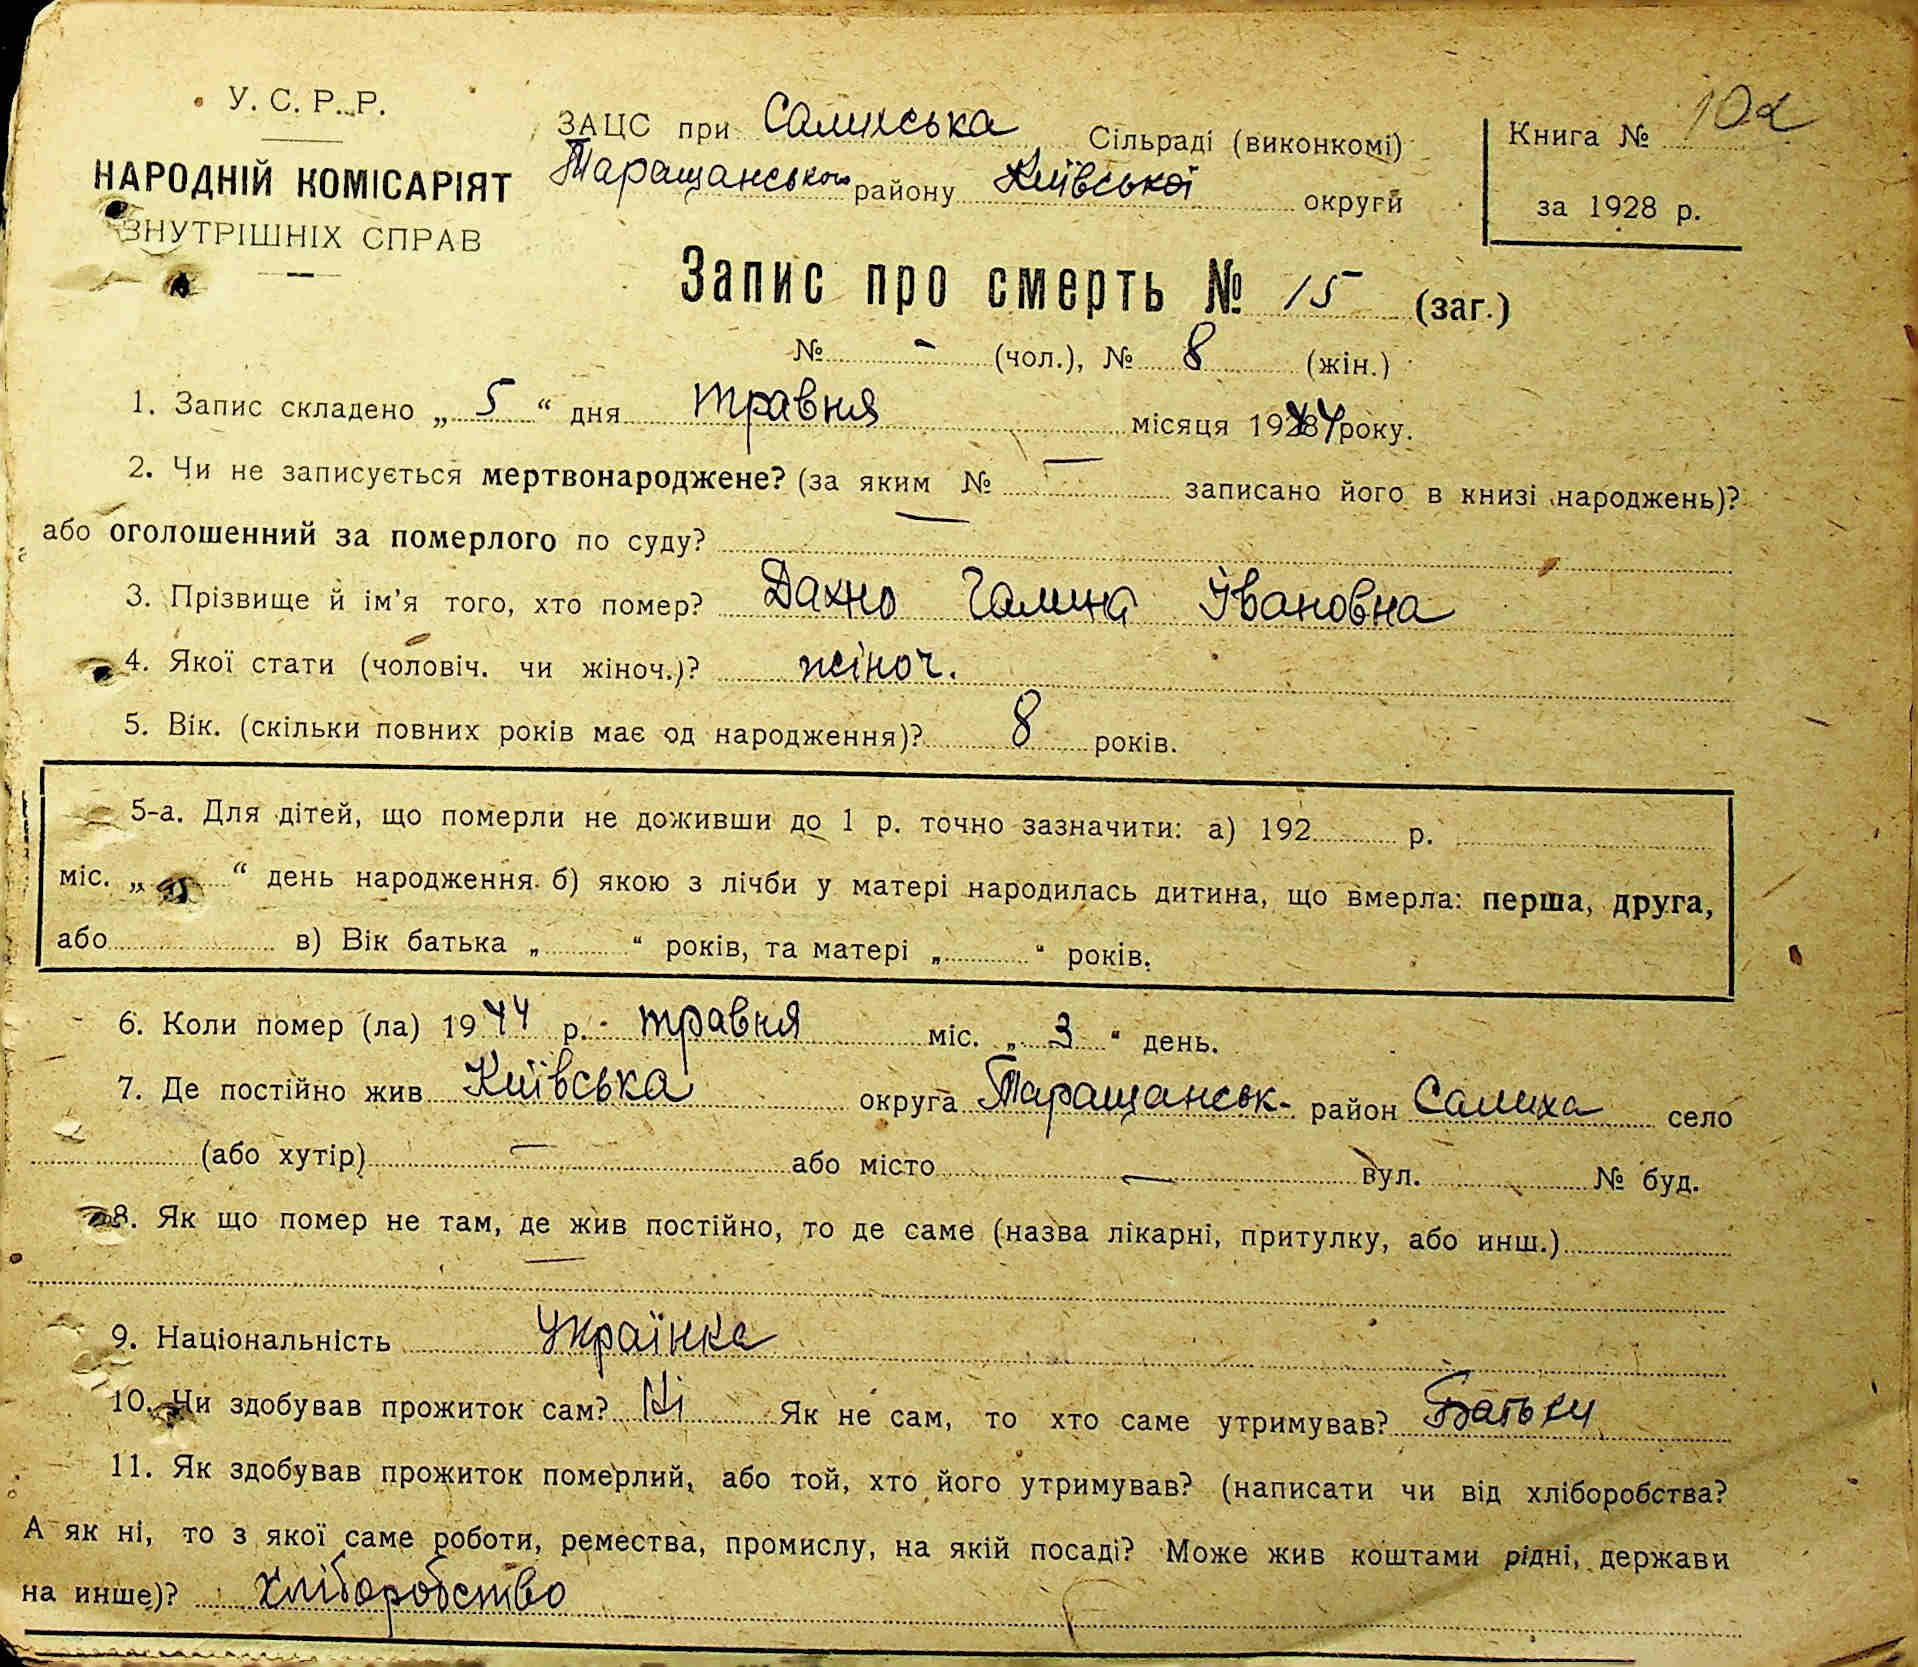 У. С. Р. Р.
НАРОДНІЙ КОМІСАРІЯТ
ВНУТРІШНІХ СПРАВ
ЗАЦС при Салиська Сільраді (виконкомі)
Таращанського району Київської округи
Книга № 10а
за 1928 р.
Запис про смерть № 15 (заг.)
№ - (чол.), № 8 (жін.)
1. Запис складено „ 5 “ дня травня місяця 1944 року.
2. Чи не записується мертвонароджене? (за яким № — записано його в книзі народжень)?
або оголошенний за померлого по суду? —
3. Прізвище й ім’я того, хто помер? Дахно Галина Івановна
4. Якої стати (чоловіч. чи жіноч.)? жіноч.
5. Вік. (скільки повних років має од народження)? 8 років.
5-а. Для дітей, що померли не доживши до 1 р. точно зазначити: а) 192 р.
міс. „ “ день народження. б) якою з лічби у матері народилась дитина, що вмерла: перша, друга,
або в) Вік батька „ “ років, та матері „ “ років.
6. Коли помер (ла) 1944 р. травня міс. „ 3 “ день.
7. Де постійно жив Київська округа Таращанськ- район Салиха село
(або хутір) — або місто — вул. № буд.
8. Як що помер не там, де жив постійно, то де саме (назва лікарні, притулку, або инш.)
—
9. Національність Українка
10. Чи здобував прожиток сам? Ні Як не сам, то хто саме утримував? Батьки
11. Як здобував прожиток померлий, або той, хто його утримував? (написати чи від хліборобства?
А як ні, то з якої саме роботи, ремества, промислу, на якій посаді? Може жив коштами рідні, держави
на инше)? хліборобство